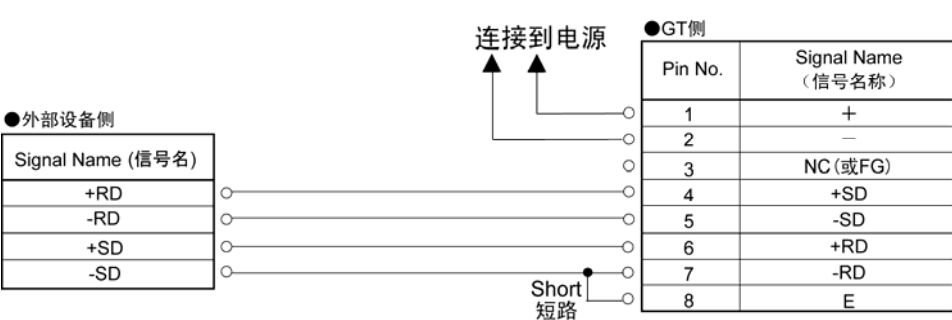 连接到电源
●GT侧
Pin No.
Signal Name
（信号名称）
1 +
2 —
3 NC(或FG)
4 +SD
5 -SD
6 +RD
7 -RD
8 E
●外部设备侧
Signal Name (信号名)
+RD
-RD
+SD
-SD
Short
短路